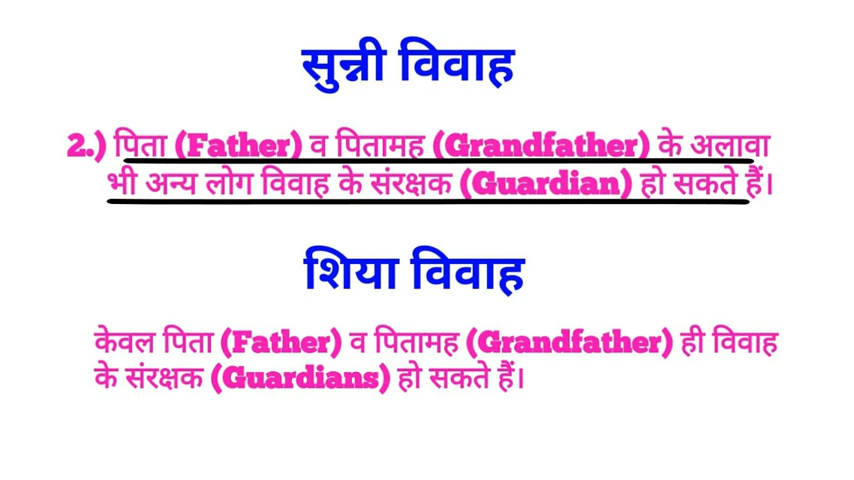 सुन्नी विवाह
2.) पिता (Father) व पितामह (Grandfather) के अलावा
भी अन्य लोग विवाह के संरक्षक (Guardian) हो सकते हैं।
शिया विवाह
केवल पिता (Father) व पितामह (Grandfather) ही विवाह
के संरक्षक (Guardians) हो सकते हैं।